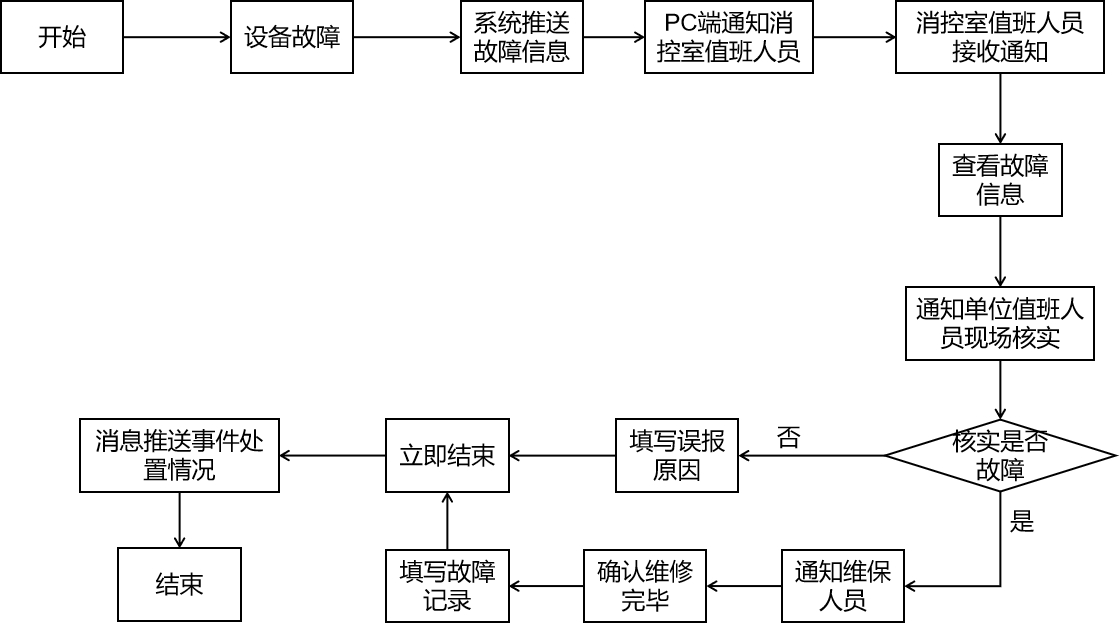 开始
设备故障
系统推送
故障信息
PC端通知消
控室值班人员
消控室值班人员
接收通知
查看故障
信息
通知单位值班人
员现场核实
核实是否
故障
否
填写误报
原因
立即结束
消息推送事件处
置情况
是
通知维保
人员
确认维修
完毕
填写故障
记录
结束